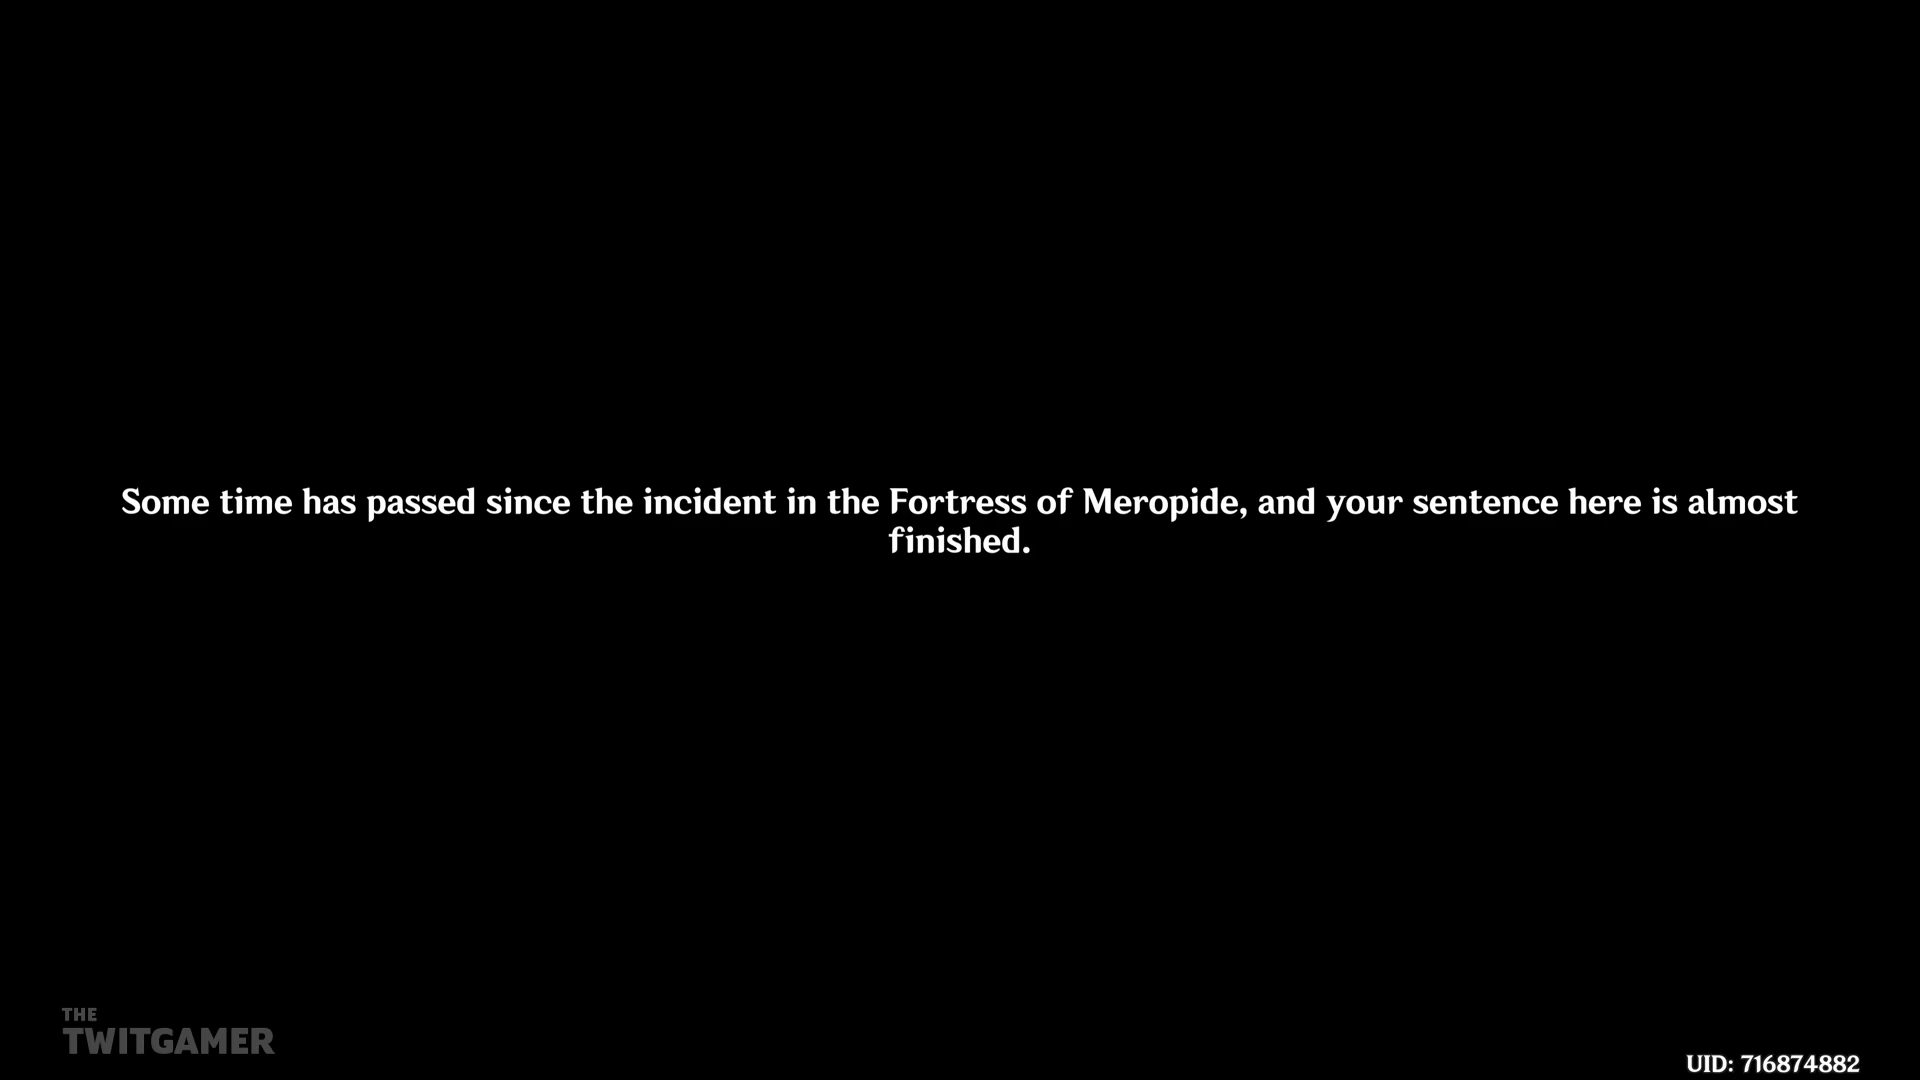 Some time has passed since the incident in the Fortress of Meropide, and your sentence here is almost
finished.
THE
TWITGAMER
UID: 716874882